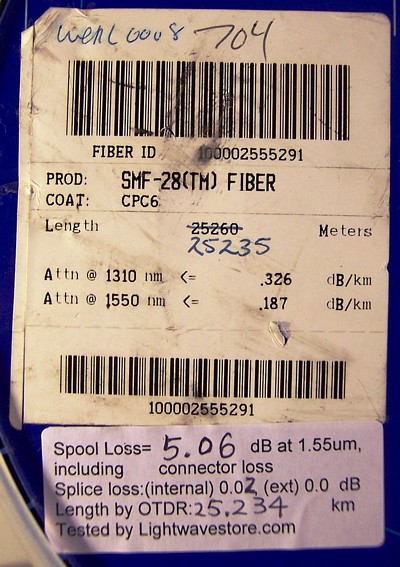 704
FIBER ID 100002555291
PROD: SMF-28(TM) FIBER
COAT: CPC6
Length 25260 Meters
25235
Attn @ 1310 nm <= .326 dB/km
Attn @ 1550 nm <= .187 dB/km
100002555291
Spool Loss= 5.06 dB at 1.55um,
including connector loss
Splice loss:(internal) 0.02 (ext) 0.0 dB
Length by OTDR: 25.234 km
Tested by Lightwavestore.com